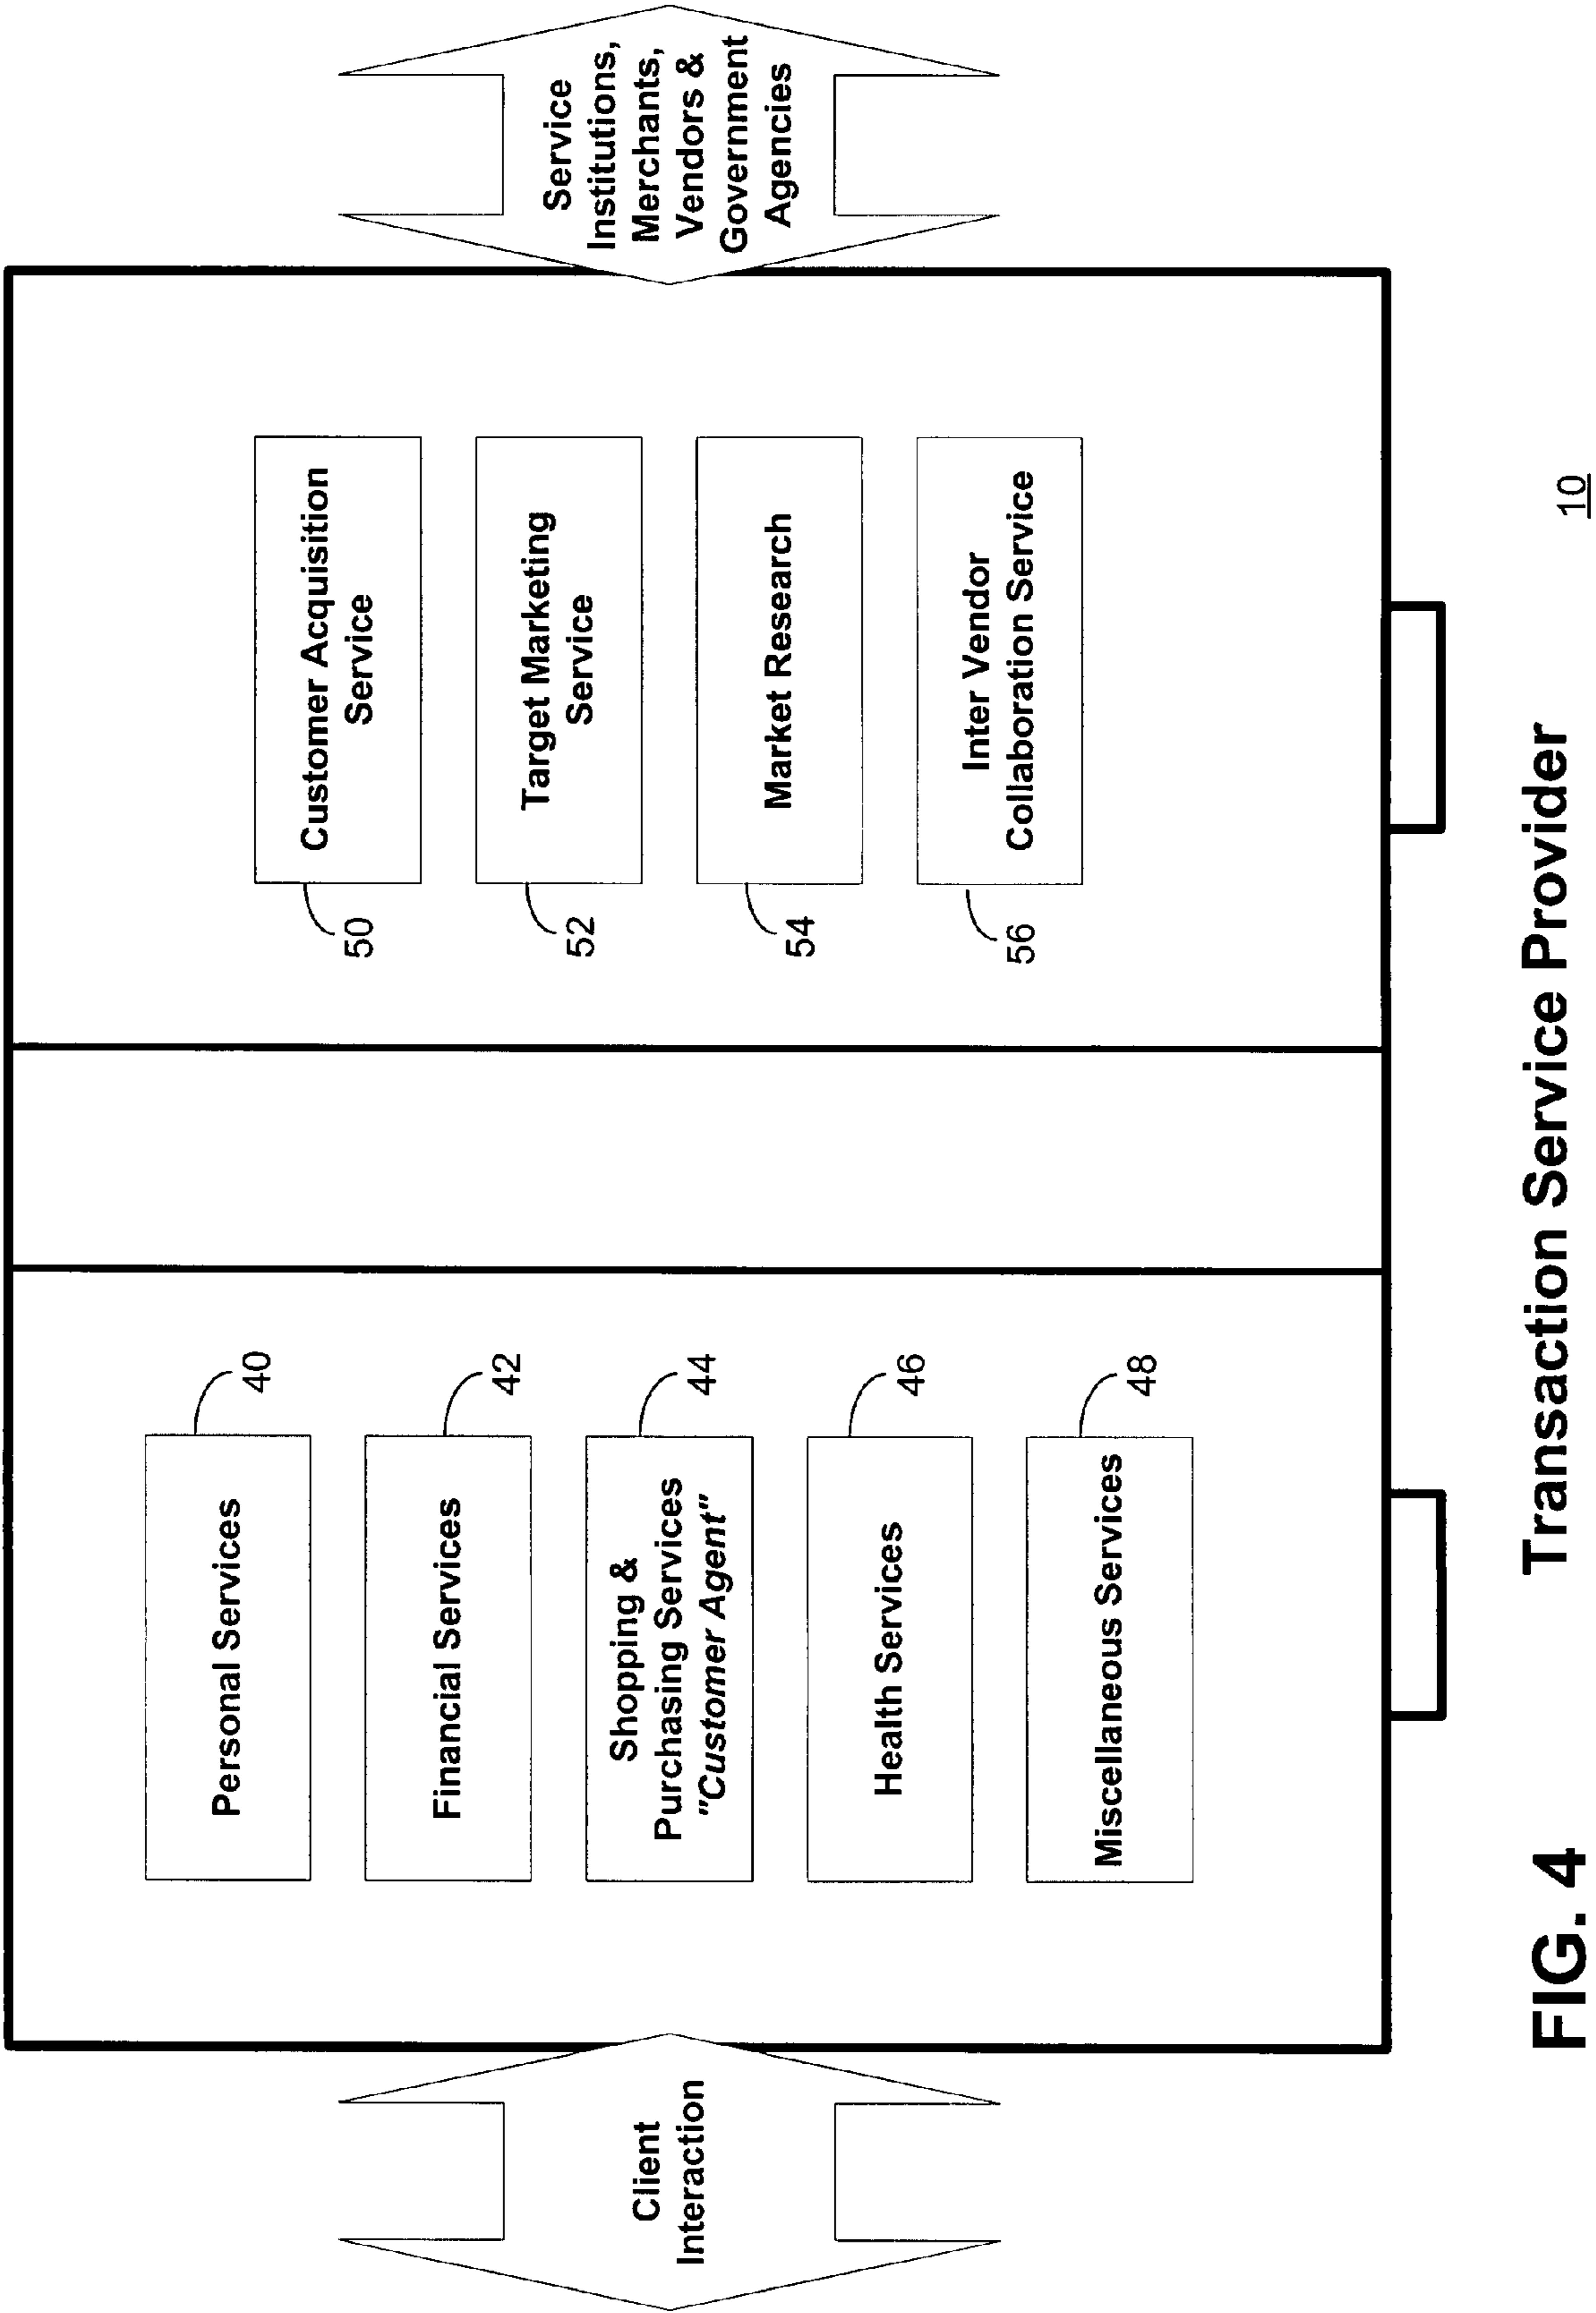 Client
Interaction
Personal Services
40
Financial Services
42
Shopping &
Purchasing Services
"Customer Agent"
44
Health Services
46
Miscellaneous Services
48
Customer Acquisition
Service
50
Target Marketing
Service
52
Market Research
54
Inter Vendor
Collaboration Service
56
Service
Institutions,
Merchants,
Vendors &
Government
Agencies
FIG. 4
Transaction Service Provider
10